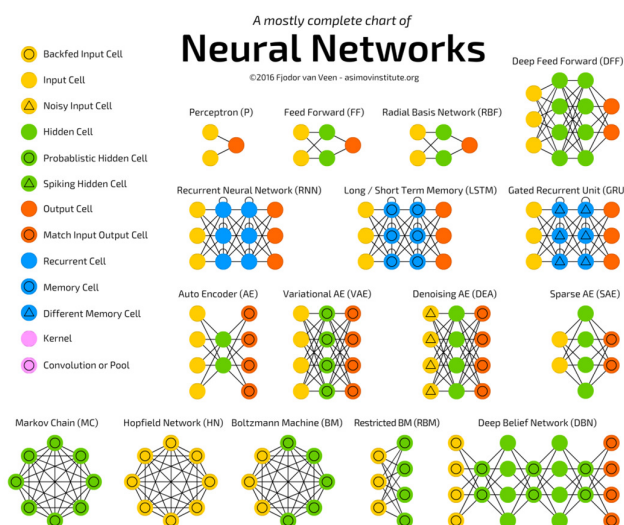 A mostly complete chart of
Neural Networks
©2016 Fjodor van Veen - asimovinstitute.org
Backfed Input Cell
Input Cell
Noisy Input Cell
Hidden Cell
Probablistic Hidden Cell
Spiking Hidden Cell
Output Cell
Match Input Output Cell
Recurrent Cell
Memory Cell
Different Memory Cell
Kernel
Convolution or Pool
Perceptron (P)
Feed Forward (FF)
Radial Basis Network (RBF)
Deep Feed Forward (DFF)
Recurrent Neural Network (RNN)
Long / Short Term Memory (LSTM)
Gated Recurrent Unit (GRU
Auto Encoder (AE)
Variational AE (VAE)
Denoising AE (DEA)
Sparse AE (SAE)
Markov Chain (MC)
Hopfield Network (HN)
Boltzmann Machine (BM)
Restricted BM (RBM)
Deep Belief Network (DBN)